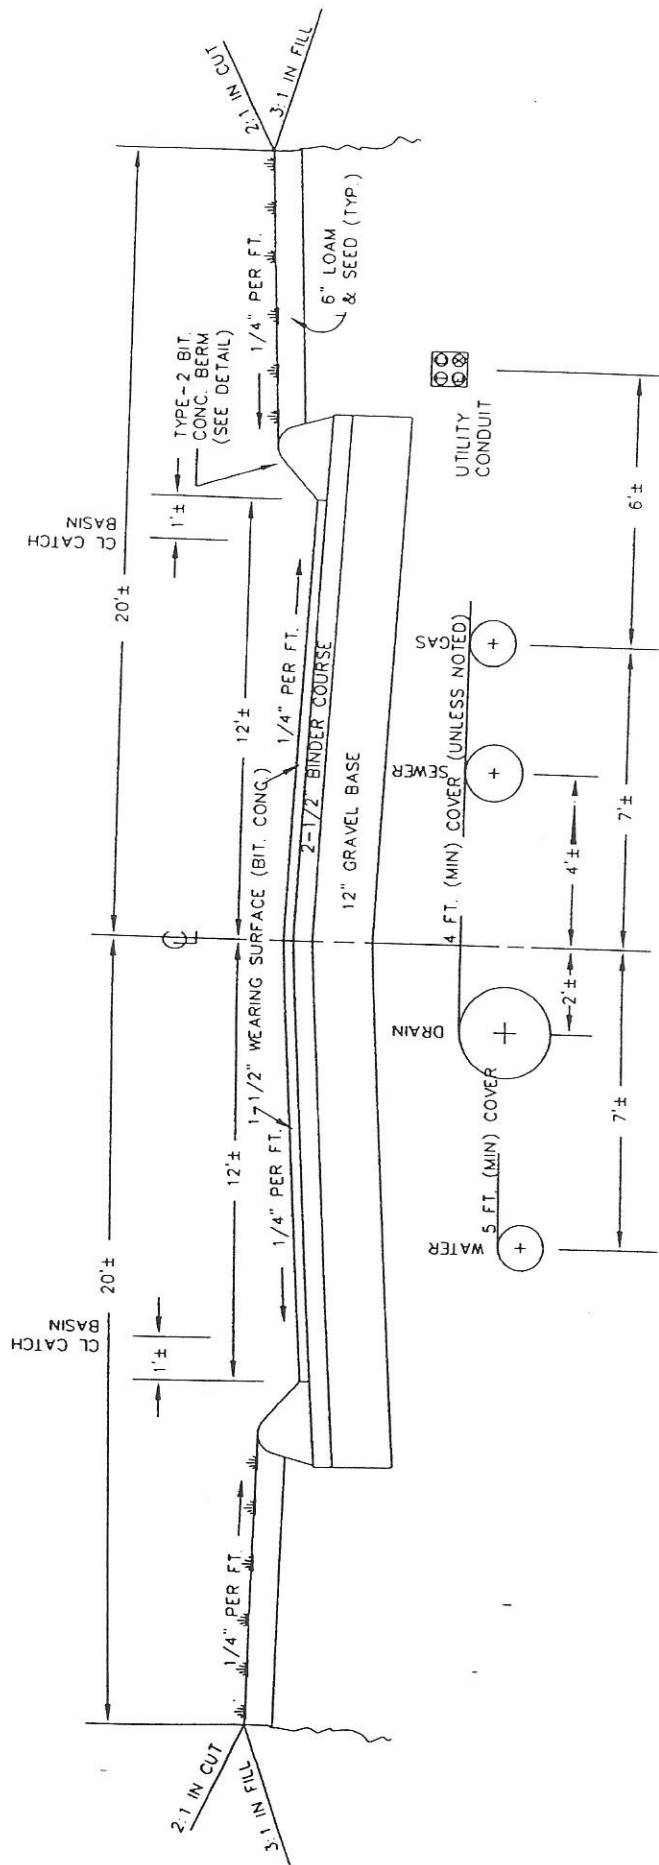 2:1 IN CUT
3:1 IN FILL
20'±
20'±
CL CATCH
BASIN
1'±
CL CATCH
BASIN
1'±
TYPE-2 BIT.
CONC. BERM
(SEE DETAIL)
12'±
CL
12'±
1/4" PER FT.
1/4" PER FT.
1-1/2" WEARING SURFACE (BIT. CONC.)
1/4" PER FT.
1/4" PER FT.
2-1/2" BINDER COURSE
12" GRAVEL BASE
6" LOAM
& SEED (TYP.)
2:1 IN CUT
3:1 IN FILL
WATER
5 FT. (MIN) COVER
DRAIN
4 FT. (MIN) COVER (UNLESS NOTED)
SEWER
GAS
UTILITY
CONDUIT
2'±
4'±
7'±
7'±
6'±